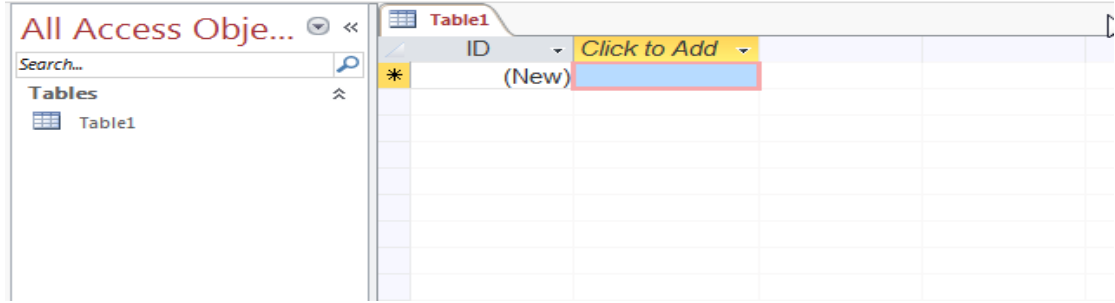 All Access Obje...
Search...
Tables
Table1
Table1
ID Click to Add
(New)